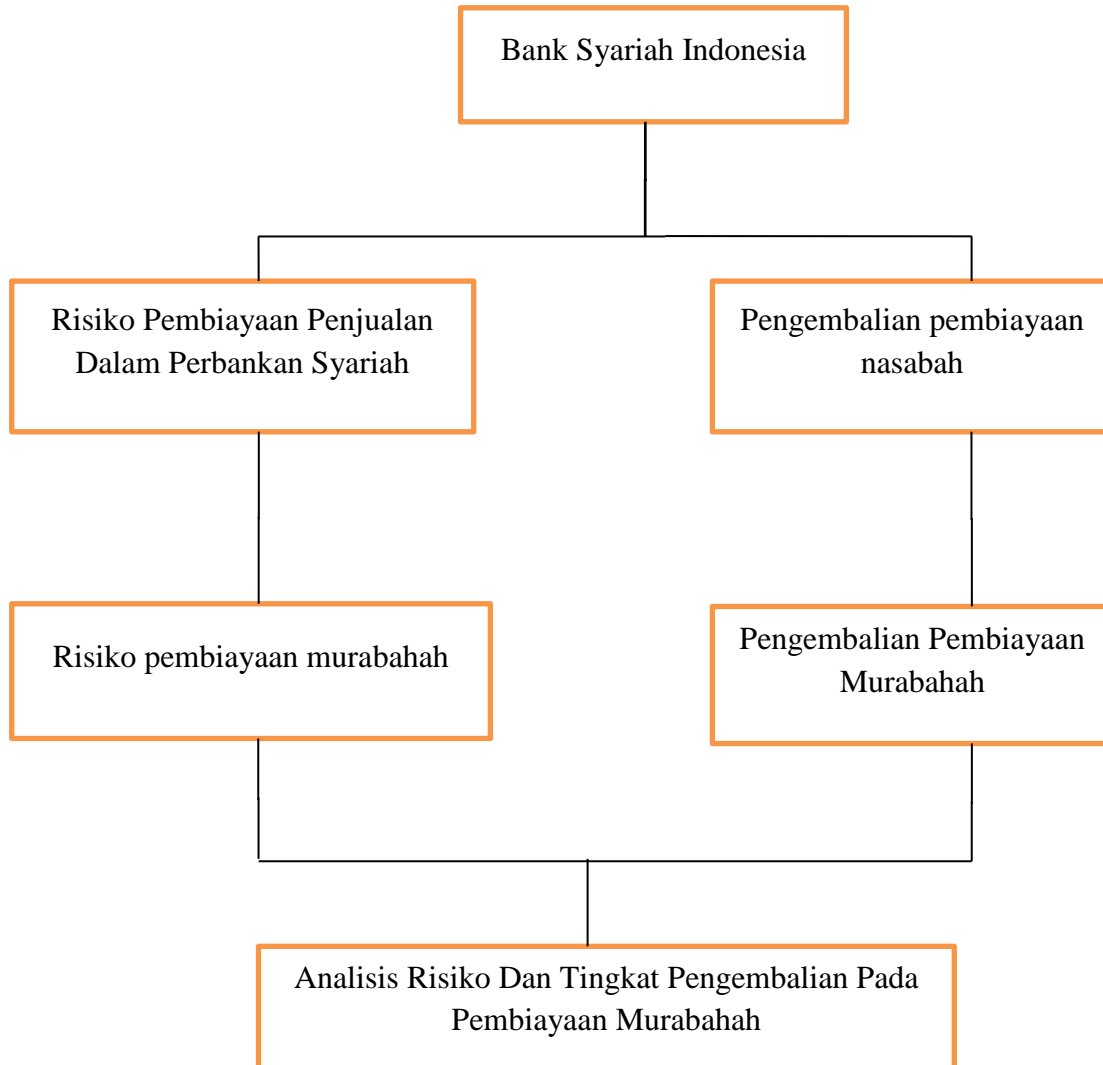 Bank Syariah Indonesia
Risiko Pembiayaan Penjualan
Dalam Perbankan Syariah
Pengembalian pembiayaan
nasabah
Risiko pembiayaan murabahah
Pengembalian Pembiayaan
Murabahah
Analisis Risiko Dan Tingkat Pengembalian Pada
Pembiayaan Murabahah